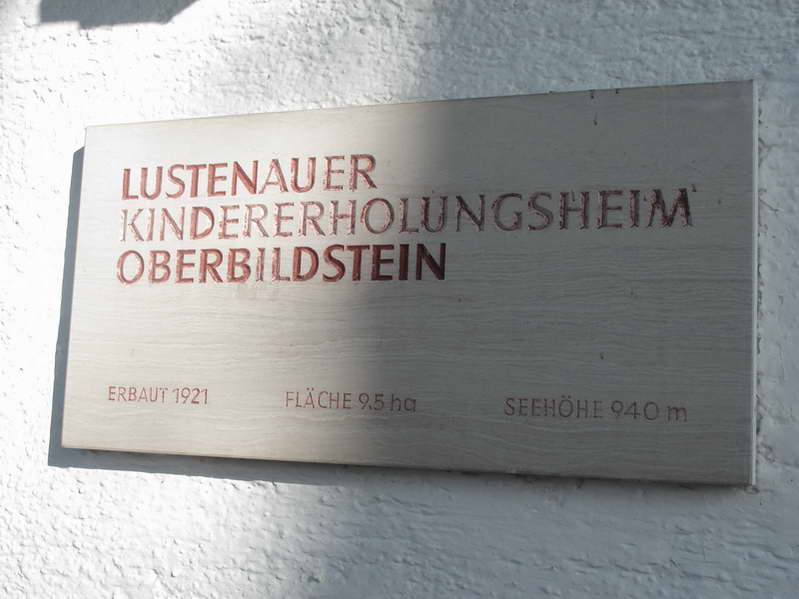 LUSTENAUER
KINDERERHOLUNGSHEIM
OBERBILDSTEIN
ERBAUT 1921 FLÄCHE 9.5 ha SEEHÖHE 940 m